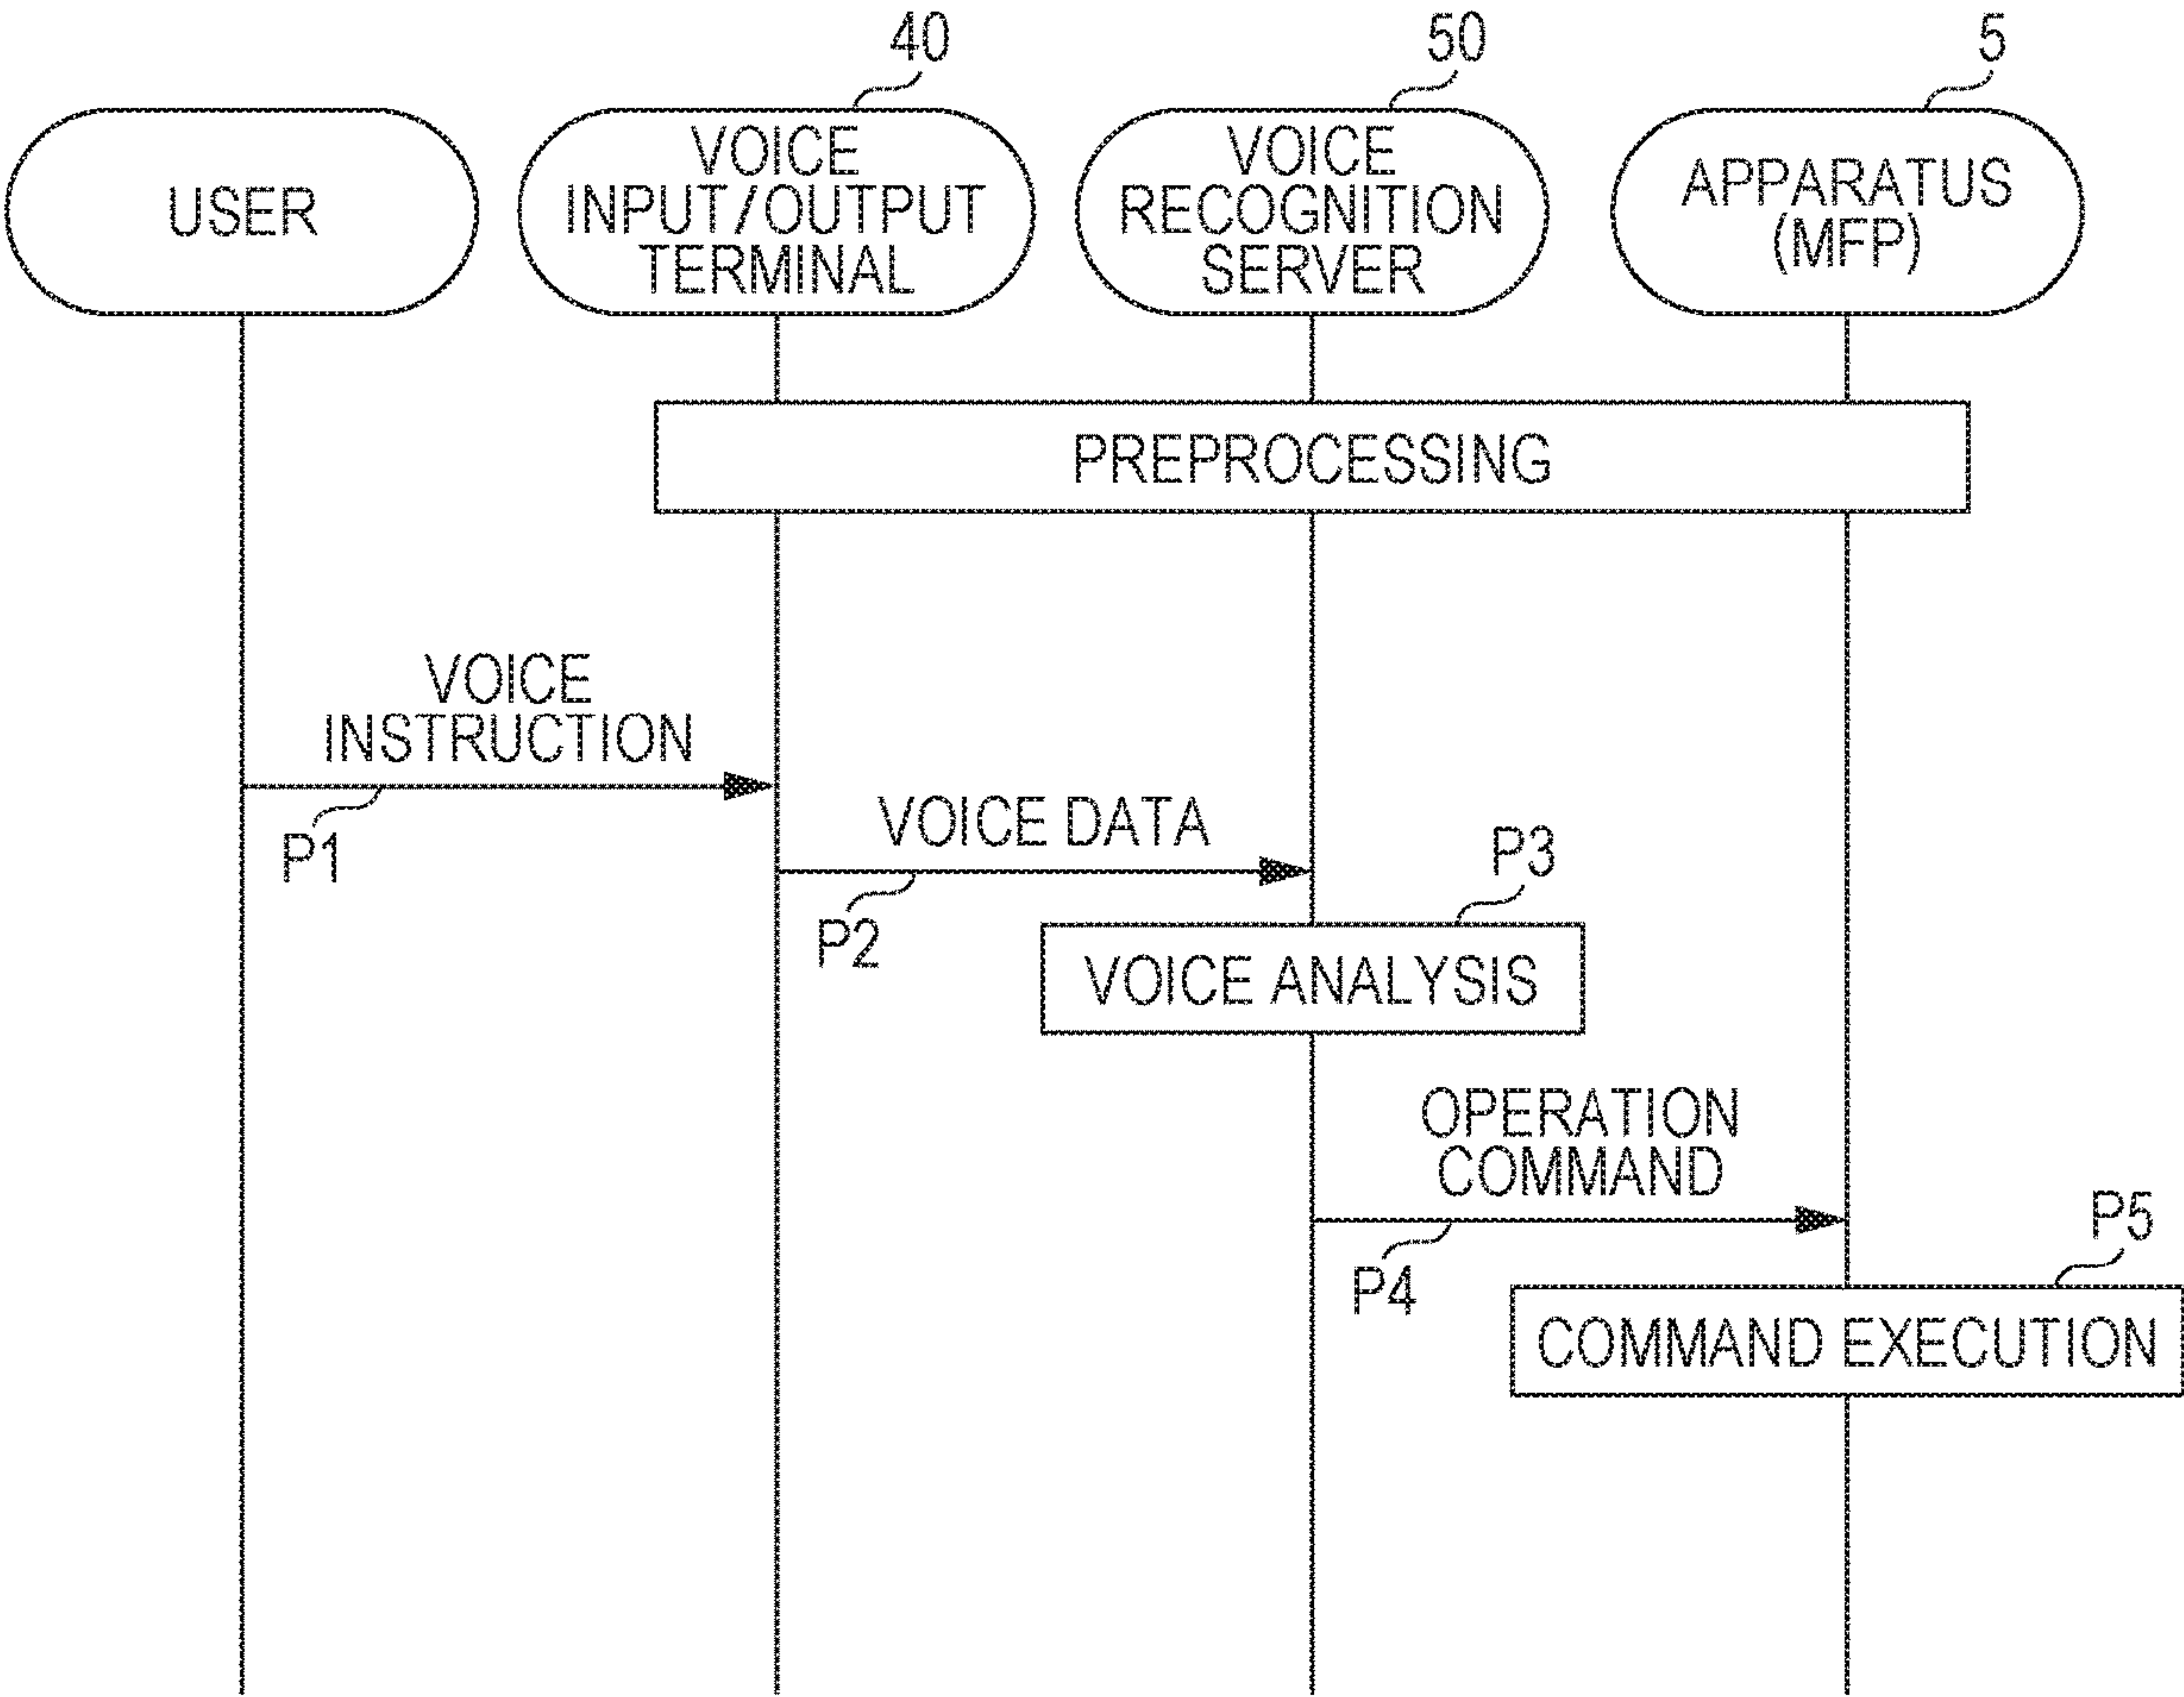 40
50
5
USER
VOICE
INPUT/OUTPUT
TERMINAL
VOICE
RECOGNITION
SERVER
APPARATUS
(MFP)
PREPROCESSING
VOICE
INSTRUCTION
P1
VOICE DATA
P2
P3
VOICE ANALYSIS
OPERATION
COMMAND
P4
P5
COMMAND EXECUTION